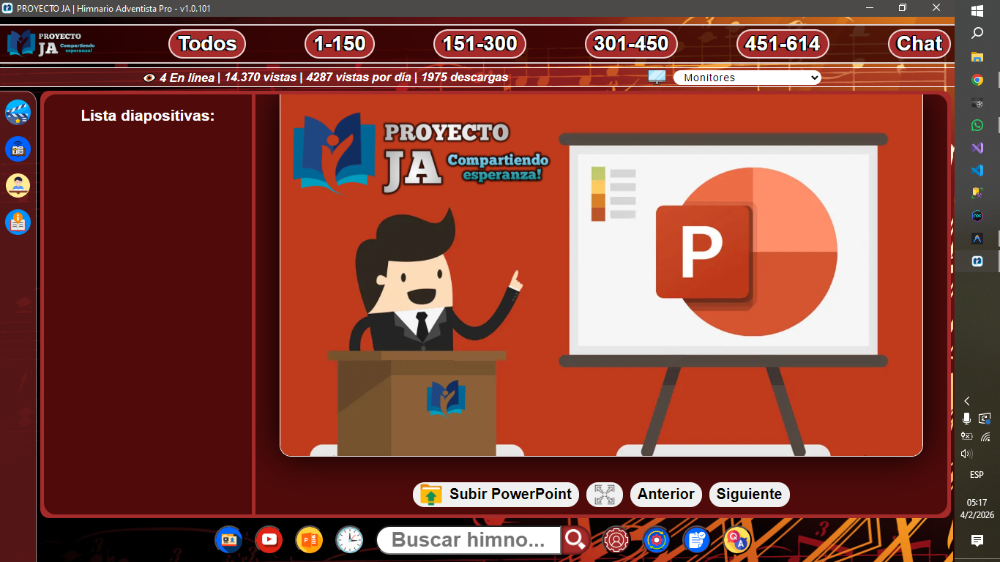 PROYECTO JA | Himnario Adventista Pro - v1.0.101
PROYECTO
JA Compartiendo
esperanza!
Todos
1-150
151-300
301-450
451-614
Chat
4 En línea | 14.370 vistas | 4287 vistas por día | 1975 descargas
Monitores
Lista diapositivas:
PROYECTO
JA Compartiendo
esperanza!
P
Subir PowerPoint
Anterior
Siguiente
Buscar himno...
P
Q
A
ESP
05:17
4/2/2026